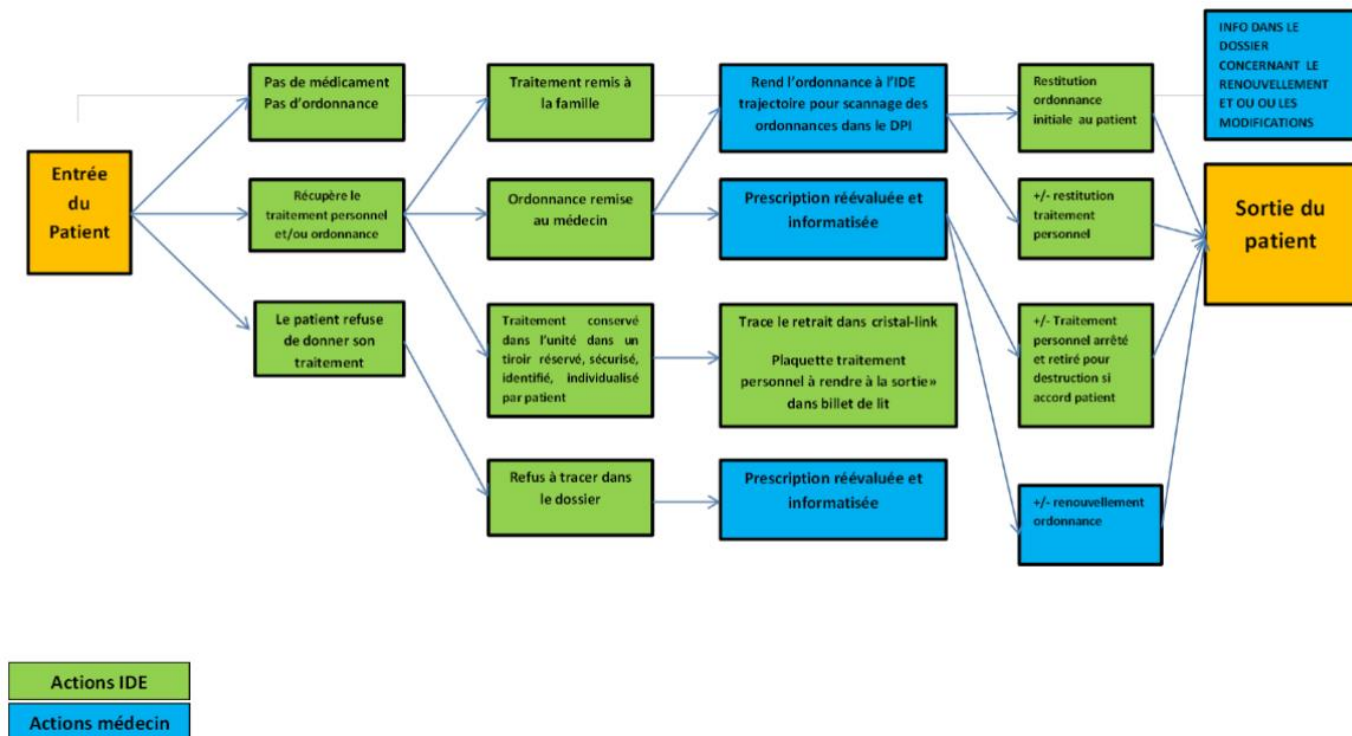 Entrée
du
Patient
Pas de médicament
Pas d'ordonnance
Récupère le
traitement personnel
et/ou ordonnance
Le patient refuse
de donner son
traitement
Traitement remis à
la famille
Ordonnance remise
au médecin
Traitement conservé
dans l'unité dans un
tiroir réservé, sécurisé,
identifié, individualisé
par patient
Refus à tracer dans
le dossier
Rend l'ordonnance à l'IDE
trajectoire pour scannage des
ordonnances dans le DPI
Prescription réévaluée et
informatisée
Trace le retrait dans cristal-link
Plaquette traitement
personnel à rendre à la sortie»
dans billet de lit
Prescription réévaluée et
informatisée
Restitution
ordonnance
initiale au patient
+/- restitution
traitement
personnel
+/- Traitement
personnel arrêté
et retiré pour
destruction si
accord patient
+/- renouvellement
ordonnance
INFO DANS LE
DOSSIER
CONCERNANT LE
RENOUVELLEMENT
ET OU OU LES
MODIFICATIONS
Sortie du
patient
Actions IDE
Actions médecin